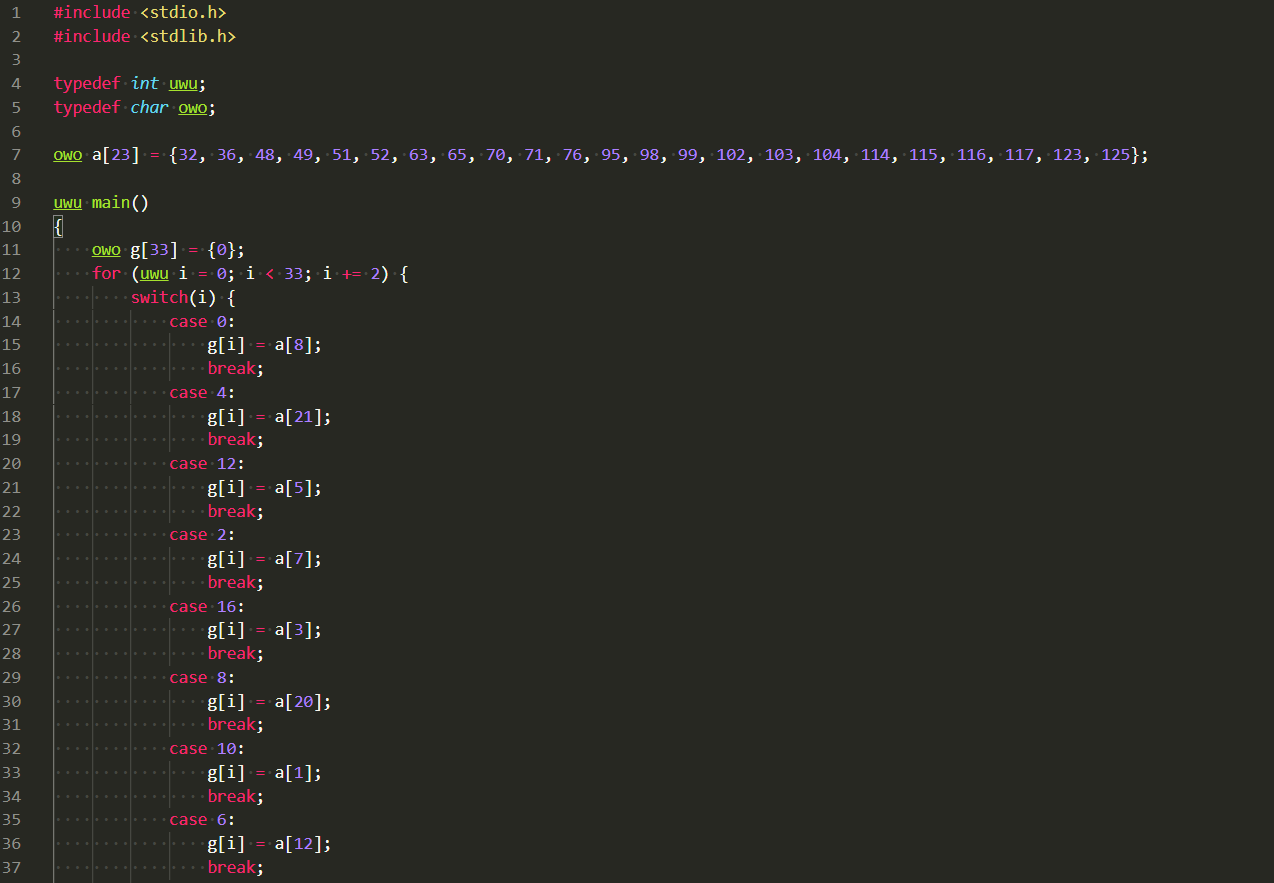 1 #include <stdio.h>
2 #include <stdlib.h>
3
4 typedef int uwu;
5 typedef char owo;
6
7 owo a[23] = {32, 36, 48, 49, 51, 52, 63, 65, 70, 71, 76, 95, 98, 99, 102, 103, 104, 114, 115, 116, 117, 123, 125};
8
9 uwu main()
10 {
11     owo g[33] = {0};
12     for (uwu i = 0; i < 33; i += 2) {
13         switch(i) {
14             case 0:
15                 g[i] = a[8];
16                 break;
17             case 4:
18                 g[i] = a[21];
19                 break;
20             case 12:
21                 g[i] = a[5];
22                 break;
23             case 2:
24                 g[i] = a[7];
25                 break;
26             case 16:
27                 g[i] = a[3];
28                 break;
29             case 8:
30                 g[i] = a[20];
31                 break;
32             case 10:
33                 g[i] = a[1];
34                 break;
35             case 6:
36                 g[i] = a[12];
37                 break;